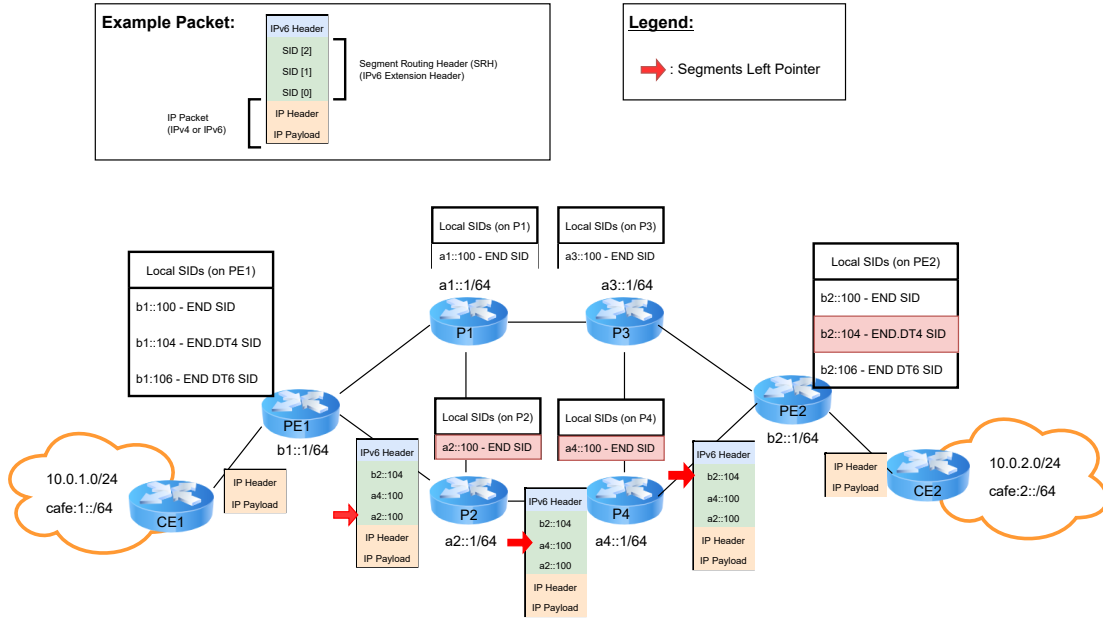 Example Packet:
IPv6 Header
SID [2]
SID [1]
SID [0]
IP Header
IP Payload
Segment Routing Header (SRH)
(IPv6 Extension Header)
IP Packet
(IPv4 or IPv6)
Legend:
: Segments Left Pointer
Local SIDs (on P1)
a1::100 - END SID
a1::1/64
P1
Local SIDs (on P3)
a3::100 - END SID
a3::1/64
P3
Local SIDs (on PE1)
b1::100 - END SID
b1::104 - END.DT4 SID
b1:106 - END DT6 SID
PE1
b1::1/64
Local SIDs (on PE2)
b2::100 - END SID
b2::104 - END.DT4 SID
b2:106 - END DT6 SID
PE2
b2::1/64
Local SIDs (on P2)
a2::100 - END SID
P2
a2::1/64
Local SIDs (on P4)
a4::100 - END SID
P4
a4::1/64
10.0.1.0/24
cafe:1::/64
CE1
IP Header
IP Payload
IPv6 Header
b2::104
a4::100
a2::100
IP Header
IP Payload
IPv6 Header
b2::104
a4::100
a2::100
IP Header
IP Payload
IPv6 Header
b2::104
a4::100
a2::100
IP Header
IP Payload
IP Header
IP Payload
CE2
10.0.2.0/24
cafe:2::/64